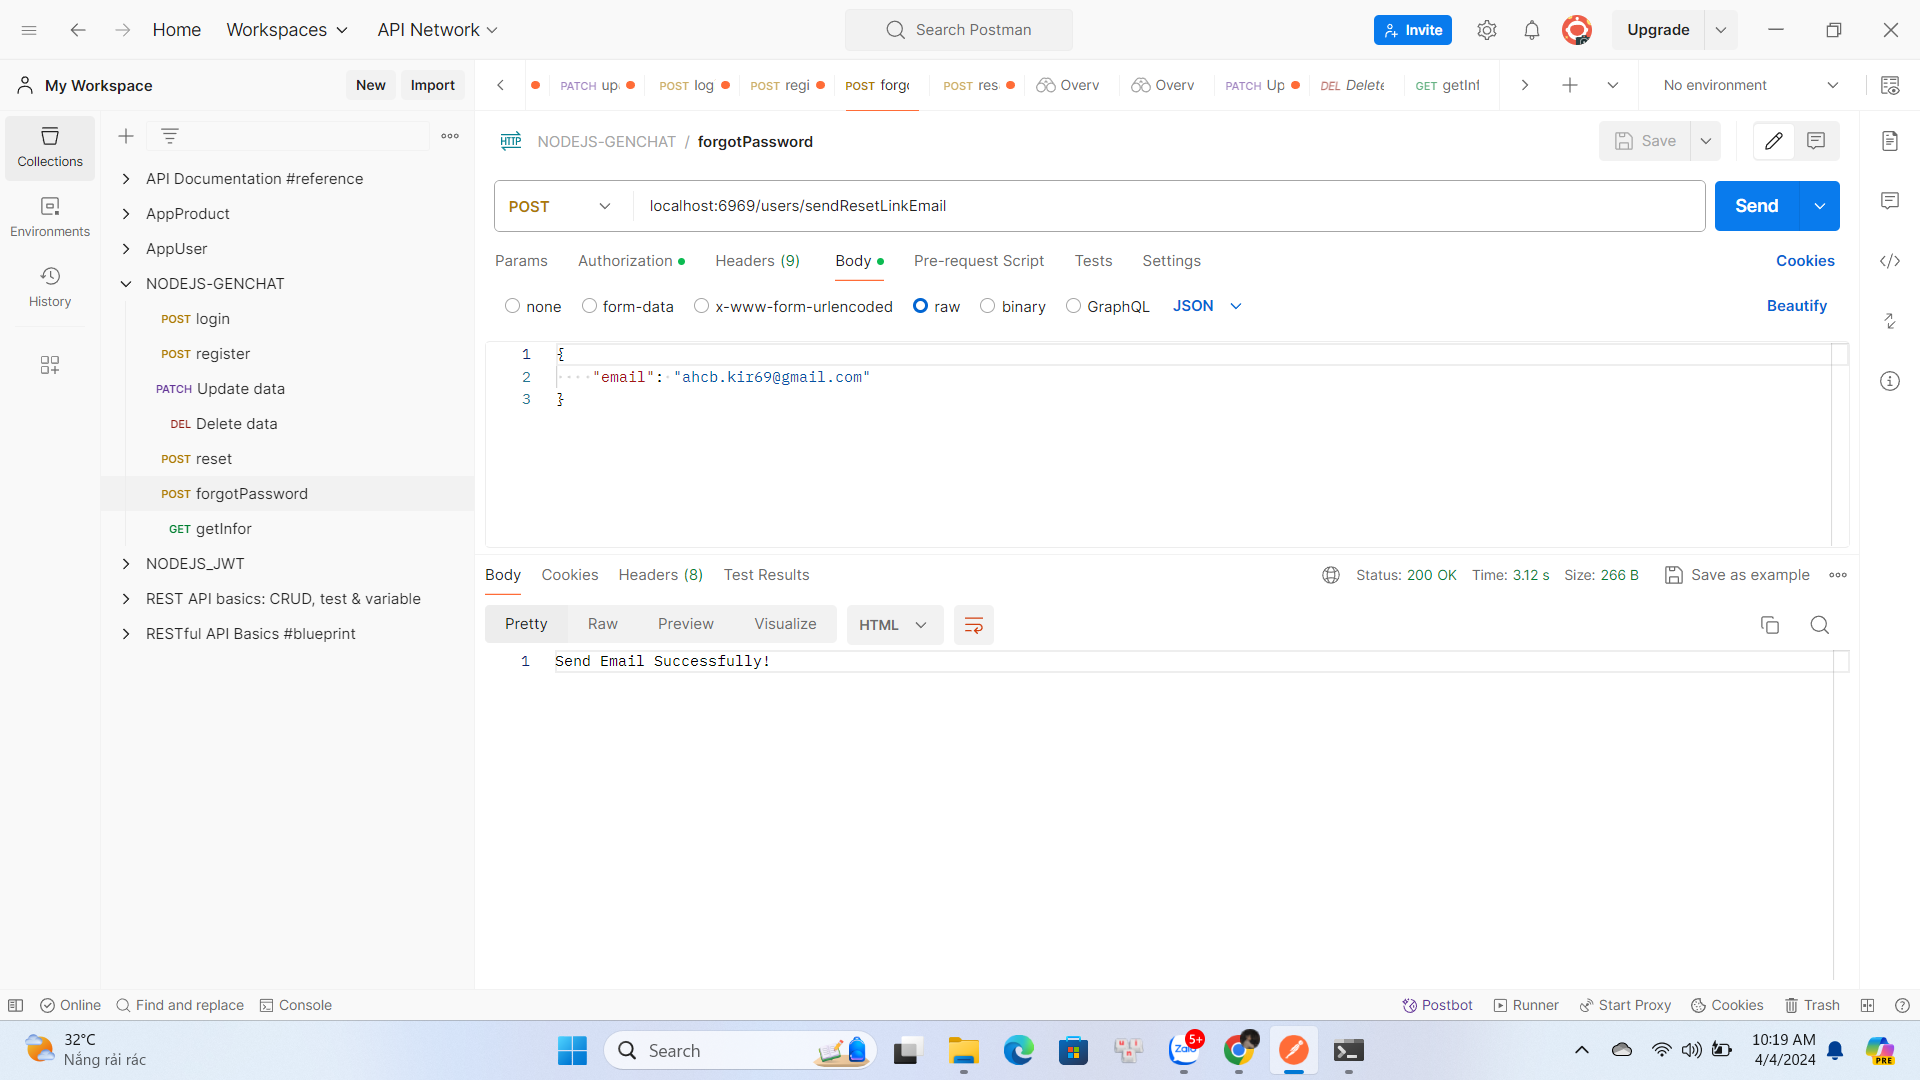 Home Workspaces API Network Search Postman Invite Upgrade
My Workspace New Import PATCH up POST log POST regi POST forg POST res Overv Overv PATCH Up DEL Delete GET getInf No environment
Collections
Environments
History
API Documentation #reference
AppProduct
AppUser
NODEJS-GENCHAT
POST login
POST register
PATCH Update data
DEL Delete data
POST reset
POST forgotPassword
GET getInfor
NODEJS_JWT
REST API basics: CRUD, test & variable
RESTful API Basics #blueprint
HTTP NODEJS-GENCHAT / forgotPassword Save
POST localhost:6969/users/sendResetLinkEmail Send
Params Authorization Headers (9) Body Pre-request Script Tests Settings Cookies
none form-data x-www-form-urlencoded raw binary GraphQL JSON Beautify
1 {
2 "email": "ahcb.kir69@gmail.com"
3 }
Body Cookies Headers (8) Test Results Status: 200 OK Time: 3.12 s Size: 266 B Save as example
Pretty Raw Preview Visualize HTML
1 Send Email Successfully!
Online Find and replace Console Postbot Runner Start Proxy Cookies Trash
32°C
Nắng rải rác
Search
Zalo 5+
10:19 AM
4/4/2024
PRE